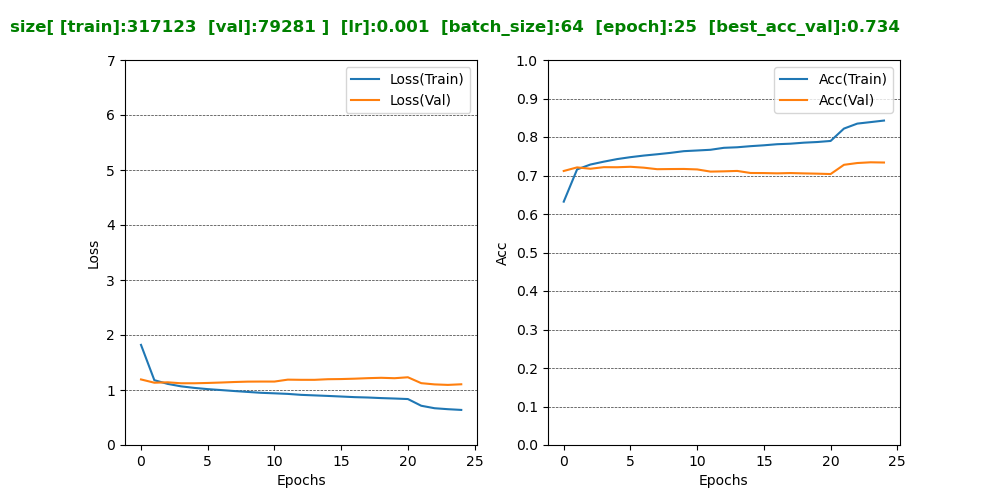 size[ [train]:317123  [val]:79281 ]  [lr]:0.001  [batch_size]:64  [epoch]:25  [best_acc_val]:0.734
7
6
5
4
3
2
1
0
Loss
Loss(Train)
Loss(Val)
0 5 10 15 20 25
Epochs
1.0
0.9
0.8
0.7
0.6
0.5
0.4
0.3
0.2
0.1
0.0
Acc
Acc(Train)
Acc(Val)
0 5 10 15 20 25
Epochs